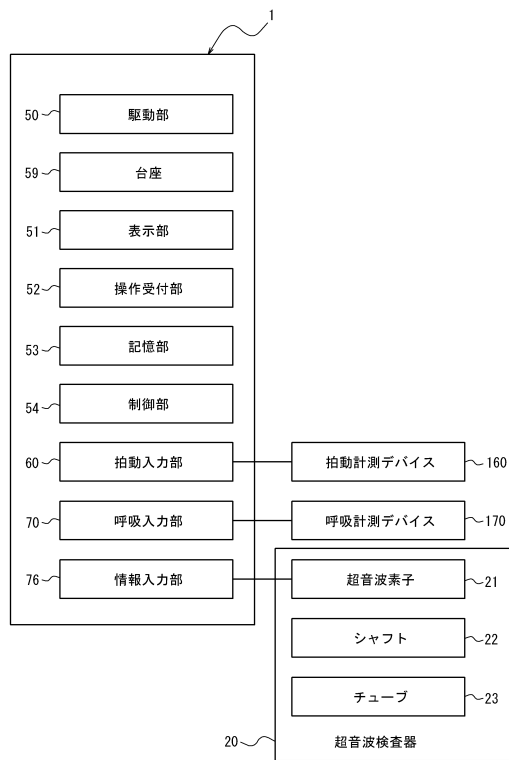 1
50 駆動部
59 台座
51 表示部
52 操作受付部
53 記憶部
54 制御部
60 拍動入力部 拍動計測デバイス 160
70 呼吸入力部 呼吸計測デバイス 170
76 情報入力部 超音波素子 21
シャフト 22
チューブ 23
20 超音波検査器